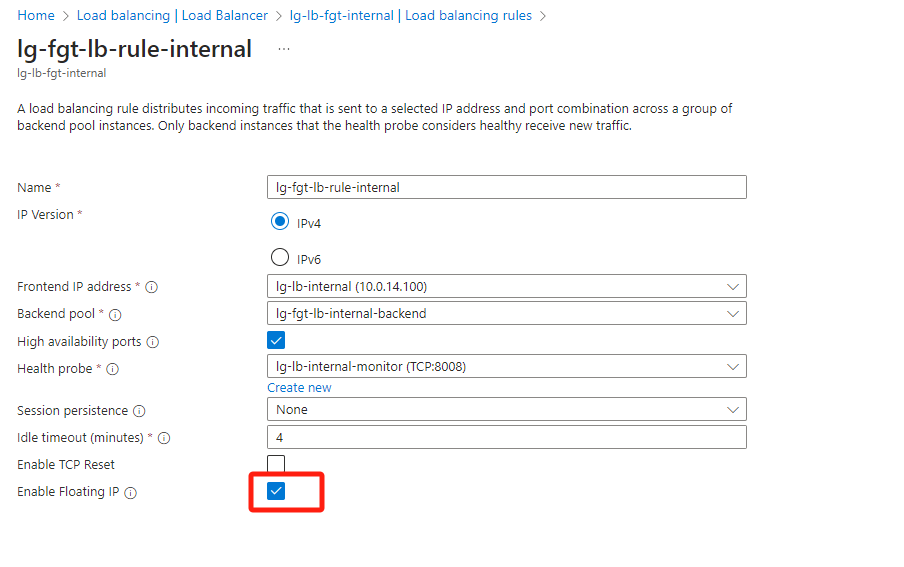 Home > Load balancing | Load Balancer > lg-lb-fgt-internal | Load balancing rules >
lg-fgt-lb-rule-internal ...
lg-lb-fgt-internal
A load balancing rule distributes incoming traffic that is sent to a selected IP address and port combination across a group of
backend pool instances. Only backend instances that the health probe considers healthy receive new traffic.
Name * lg-fgt-lb-rule-internal
IP Version * IPv4
IPv6
Frontend IP address * lg-lb-internal (10.0.14.100)
Backend pool * lg-fgt-lb-internal-backend
High availability ports
Health probe * lg-lb-internal-monitor (TCP:8008)
Create new
Session persistence None
Idle timeout (minutes) * 4
Enable TCP Reset
Enable Floating IP